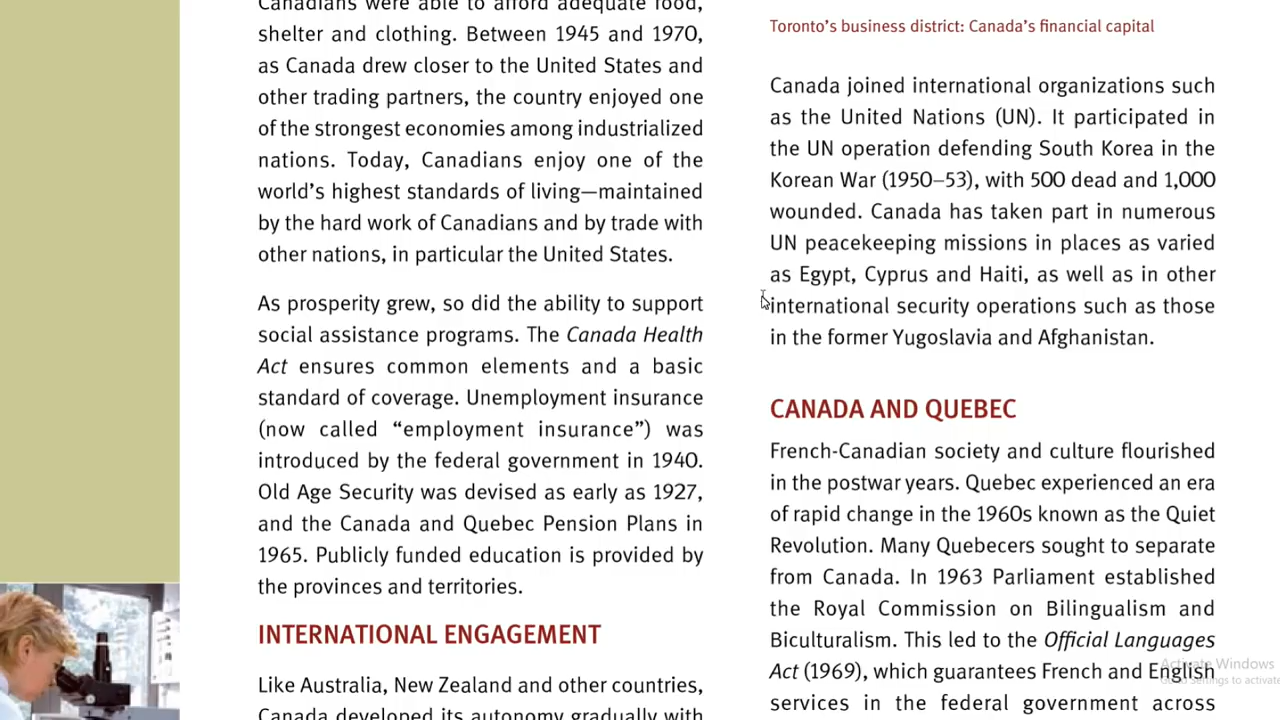 Canadians were able to afford adequate food,
shelter and clothing. Between 1945 and 1970,
as Canada drew closer to the United States and
other trading partners, the country enjoyed one
of the strongest economies among industrialized
nations. Today, Canadians enjoy one of the
world’s highest standards of living—maintained
by the hard work of Canadians and by trade with
other nations, in particular the United States.
As prosperity grew, so did the ability to support
social assistance programs. The Canada Health
Act ensures common elements and a basic
standard of coverage. Unemployment insurance
(now called “employment insurance”) was
introduced by the federal government in 1940.
Old Age Security was devised as early as 1927,
and the Canada and Quebec Pension Plans in
1965. Publicly funded education is provided by
the provinces and territories.
INTERNATIONAL ENGAGEMENT
Like Australia, New Zealand and other countries,
Canada developed its autonomy gradually with
Toronto’s business district: Canada’s financial capital
Canada joined international organizations such
as the United Nations (UN). It participated in
the UN operation defending South Korea in the
Korean War (1950–53), with 500 dead and 1,000
wounded. Canada has taken part in numerous
UN peacekeeping missions in places as varied
as Egypt, Cyprus and Haiti, as well as in other
international security operations such as those
in the former Yugoslavia and Afghanistan.
CANADA AND QUEBEC
French-Canadian society and culture flourished
in the postwar years. Quebec experienced an era
of rapid change in the 1960s known as the Quiet
Revolution. Many Quebecers sought to separate
from Canada. In 1963 Parliament established
the Royal Commission on Bilingualism and
Biculturalism. This led to the Official Languages
Act (1969), which guarantees French and English
services in the federal government across
Activate Windows
Go to Settings to activate